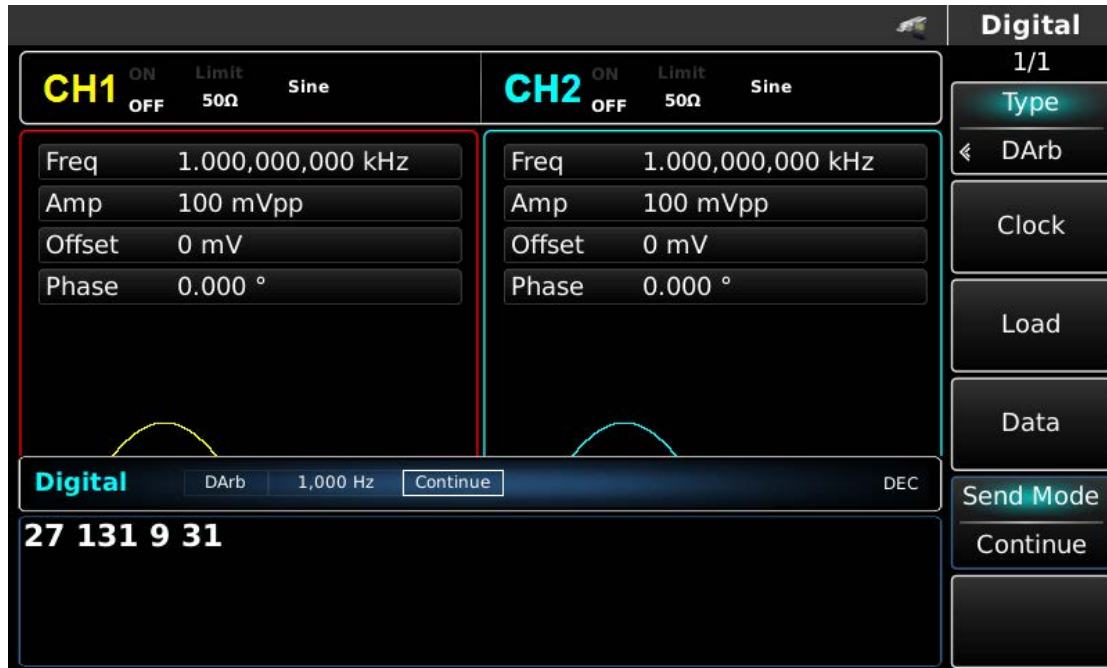 Digital
1/1
CH1 ON OFF Limit 50Ω Sine
CH2 ON OFF Limit 50Ω Sine
Type
DArb
Freq 1.000,000,000 kHz
Amp 100 mVpp
Offset 0 mV
Phase 0.000 °
Freq 1.000,000,000 kHz
Amp 100 mVpp
Offset 0 mV
Phase 0.000 °
Clock
Load
Data
Digital DArb 1,000 Hz Continue DEC
27 131 9 31
Send Mode
Continue